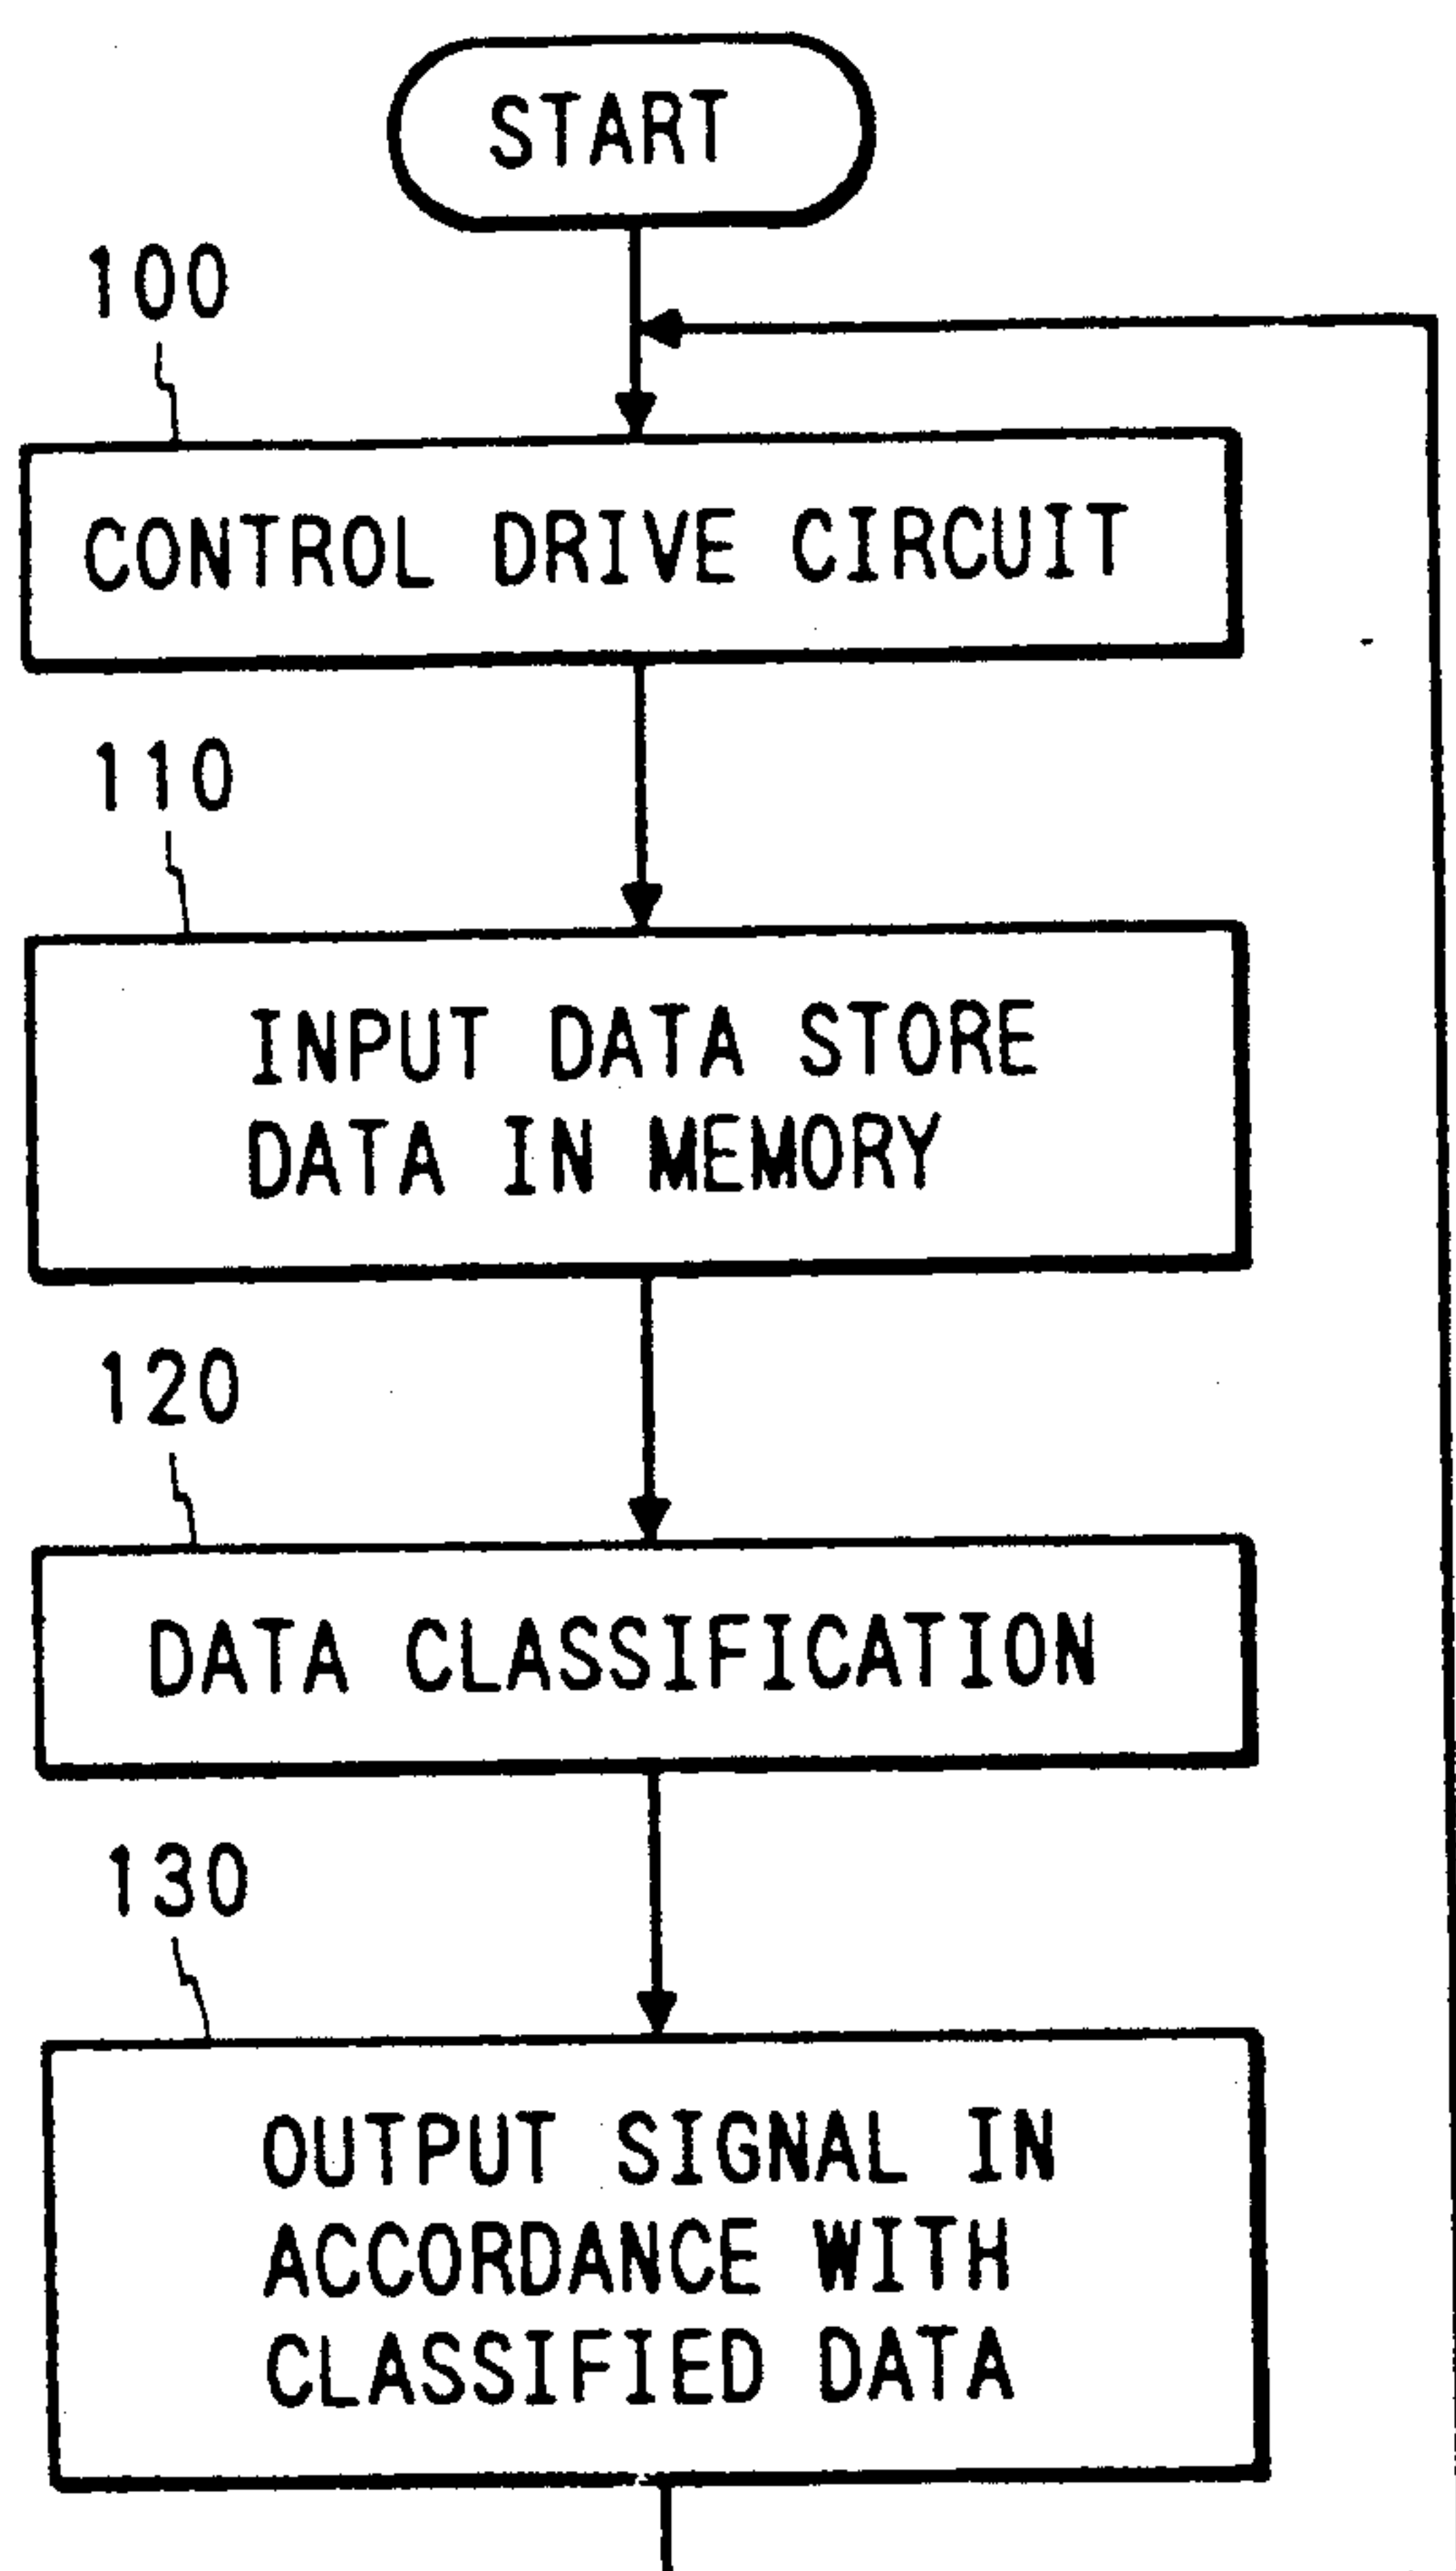 START
100
CONTROL DRIVE CIRCUIT
110
INPUT DATA STORE
DATA IN MEMORY
120
DATA CLASSIFICATION
130
OUTPUT SIGNAL IN
ACCORDANCE WITH
CLASSIFIED DATA